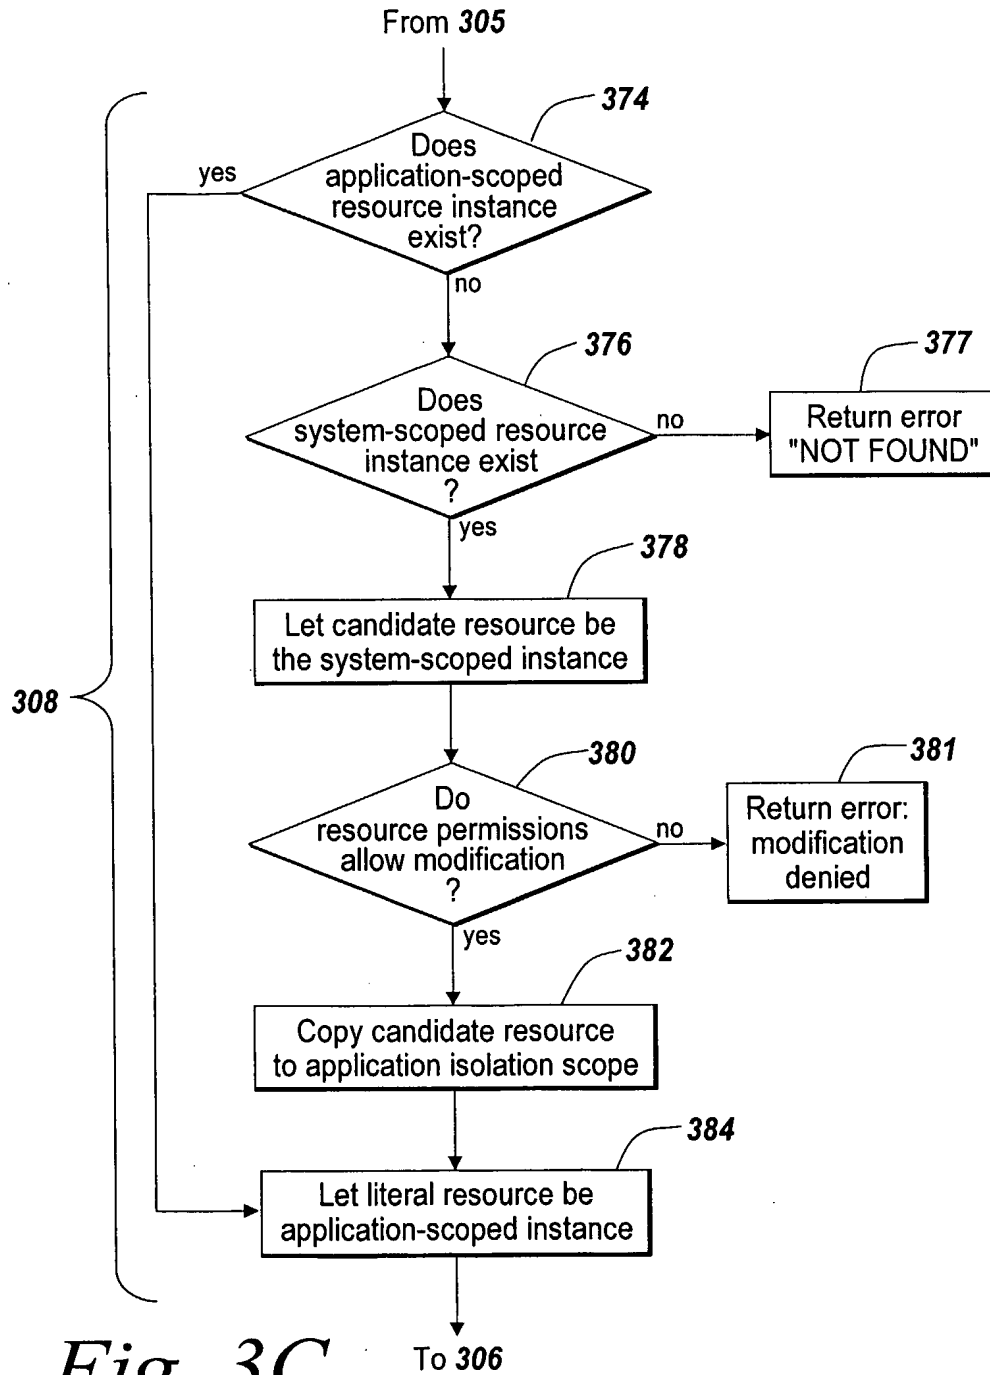 From 305
374
Does
application-scoped
resource instance
exist?
yes
no
376
Does
system-scoped resource
instance exist
?
no
377
Return error
"NOT FOUND"
yes
378
Let candidate resource be
the system-scoped instance
308
380
Do
resource permissions
allow modification
?
no
381
Return error:
modification
denied
yes
382
Copy candidate resource
to application isolation scope
384
Let literal resource be
application-scoped instance
To 306
Fig. 3C